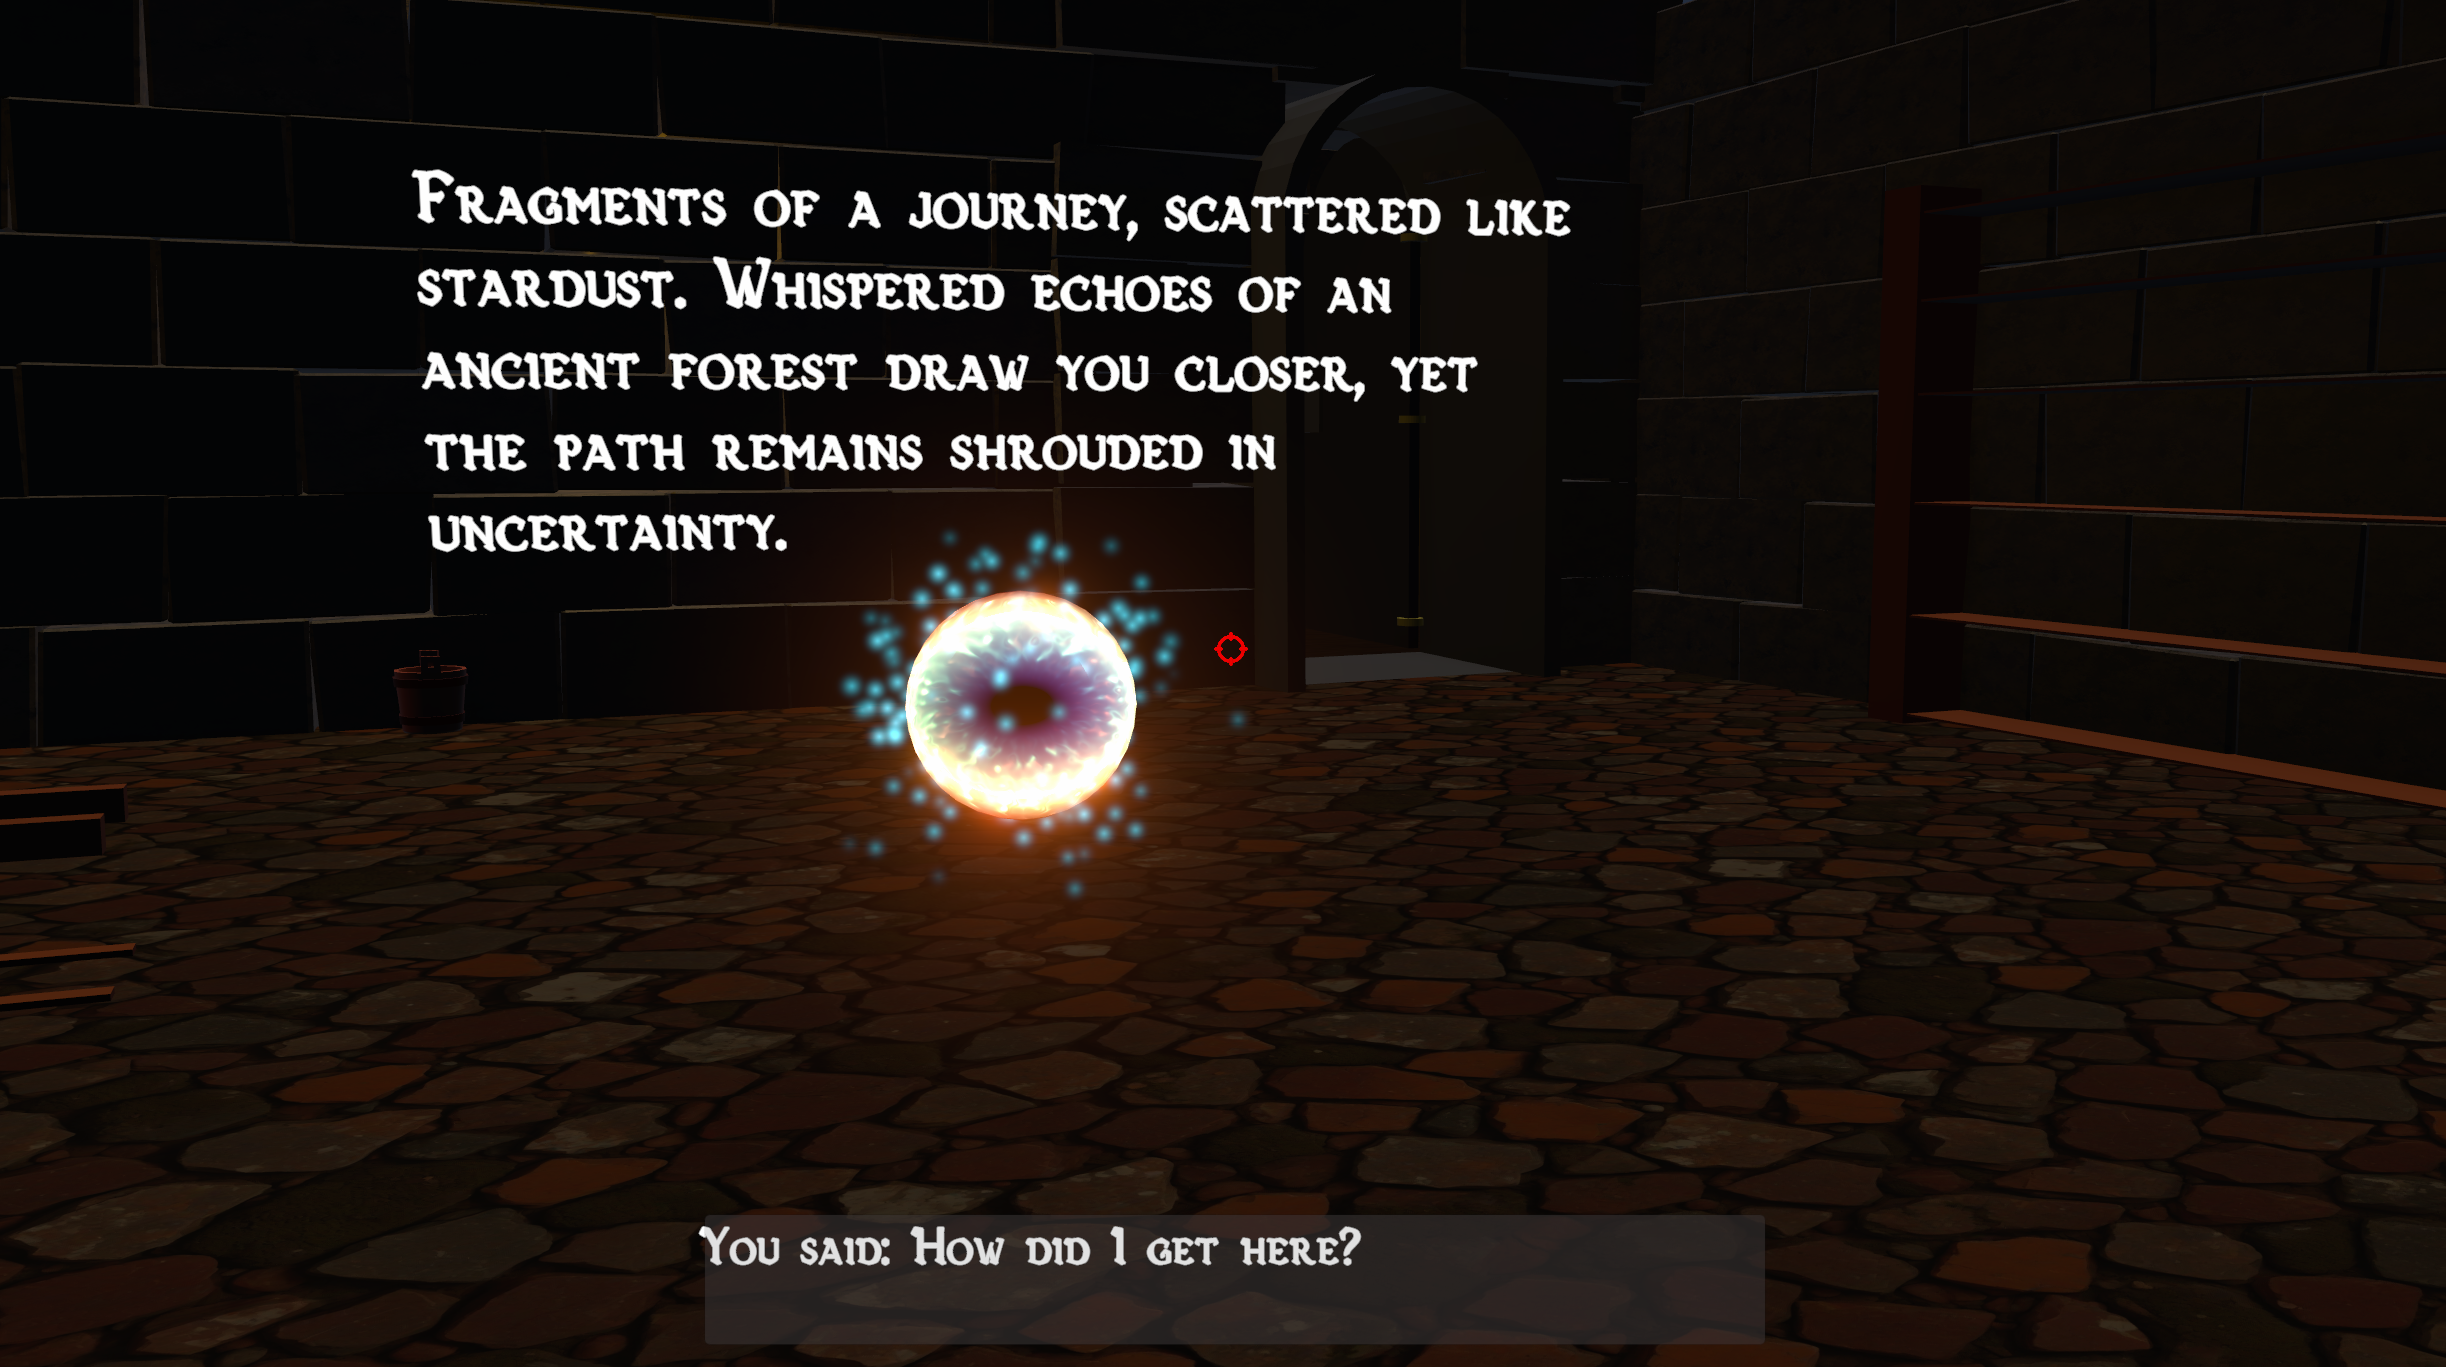 Fragments of a journey, scattered like
stardust. Whispered echoes of an
ancient forest draw you closer, yet
the path remains shrouded in
uncertainty.
You said: How did I get here?